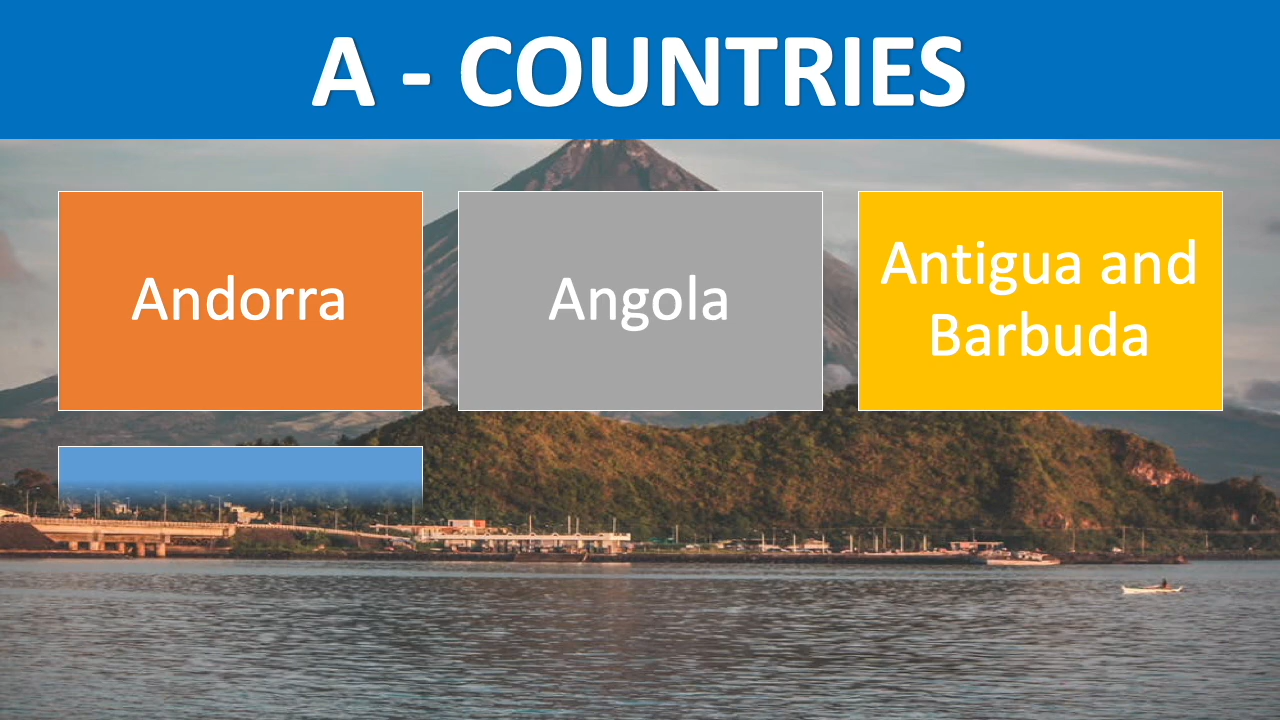 A - COUNTRIES
Andorra
Angola
Antigua and
Barbuda